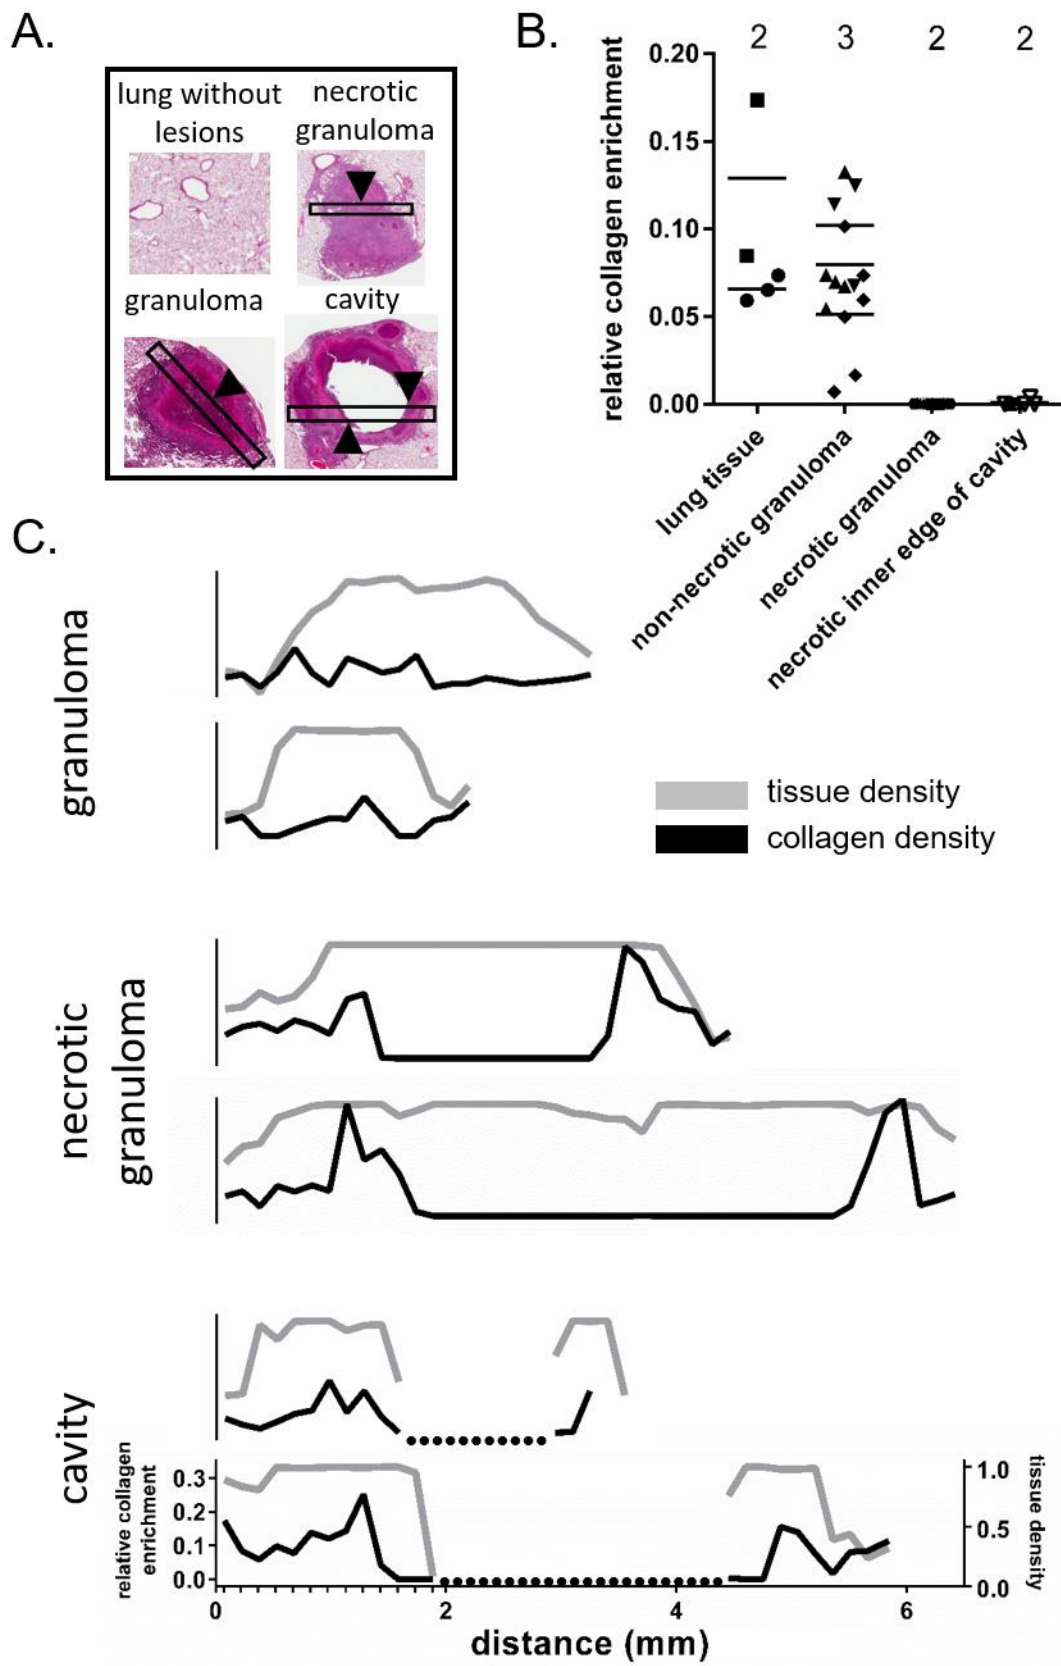 A.
lung without
lesions
necrotic
granuloma
granuloma
cavity
B.
2 3 2 2
relative collagen enrichment
0.20
0.15
0.10
0.05
0.00
lung tissue
non-necrotic granuloma
necrotic granuloma
necrotic inner edge of cavity
C.
granuloma
tissue density
collagen density
necrotic
granuloma
cavity
relative collagen
enrichment
0.3
0.2
0.1
0.0
1.0
0.5
0.0
tissue density
0 2 4 6
distance (mm)